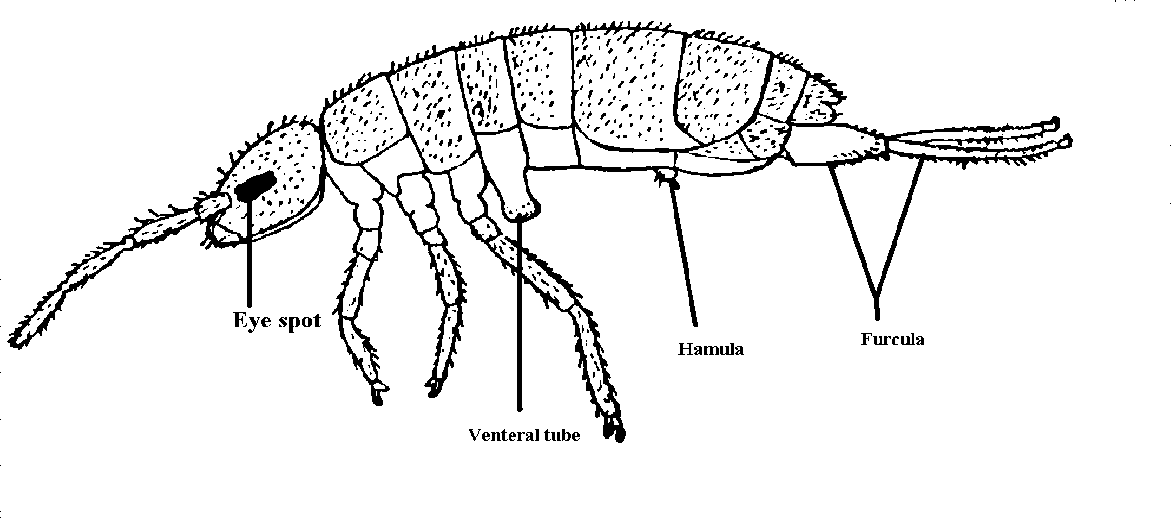 Eye spot
Hamula
Furcula
Venteral tube